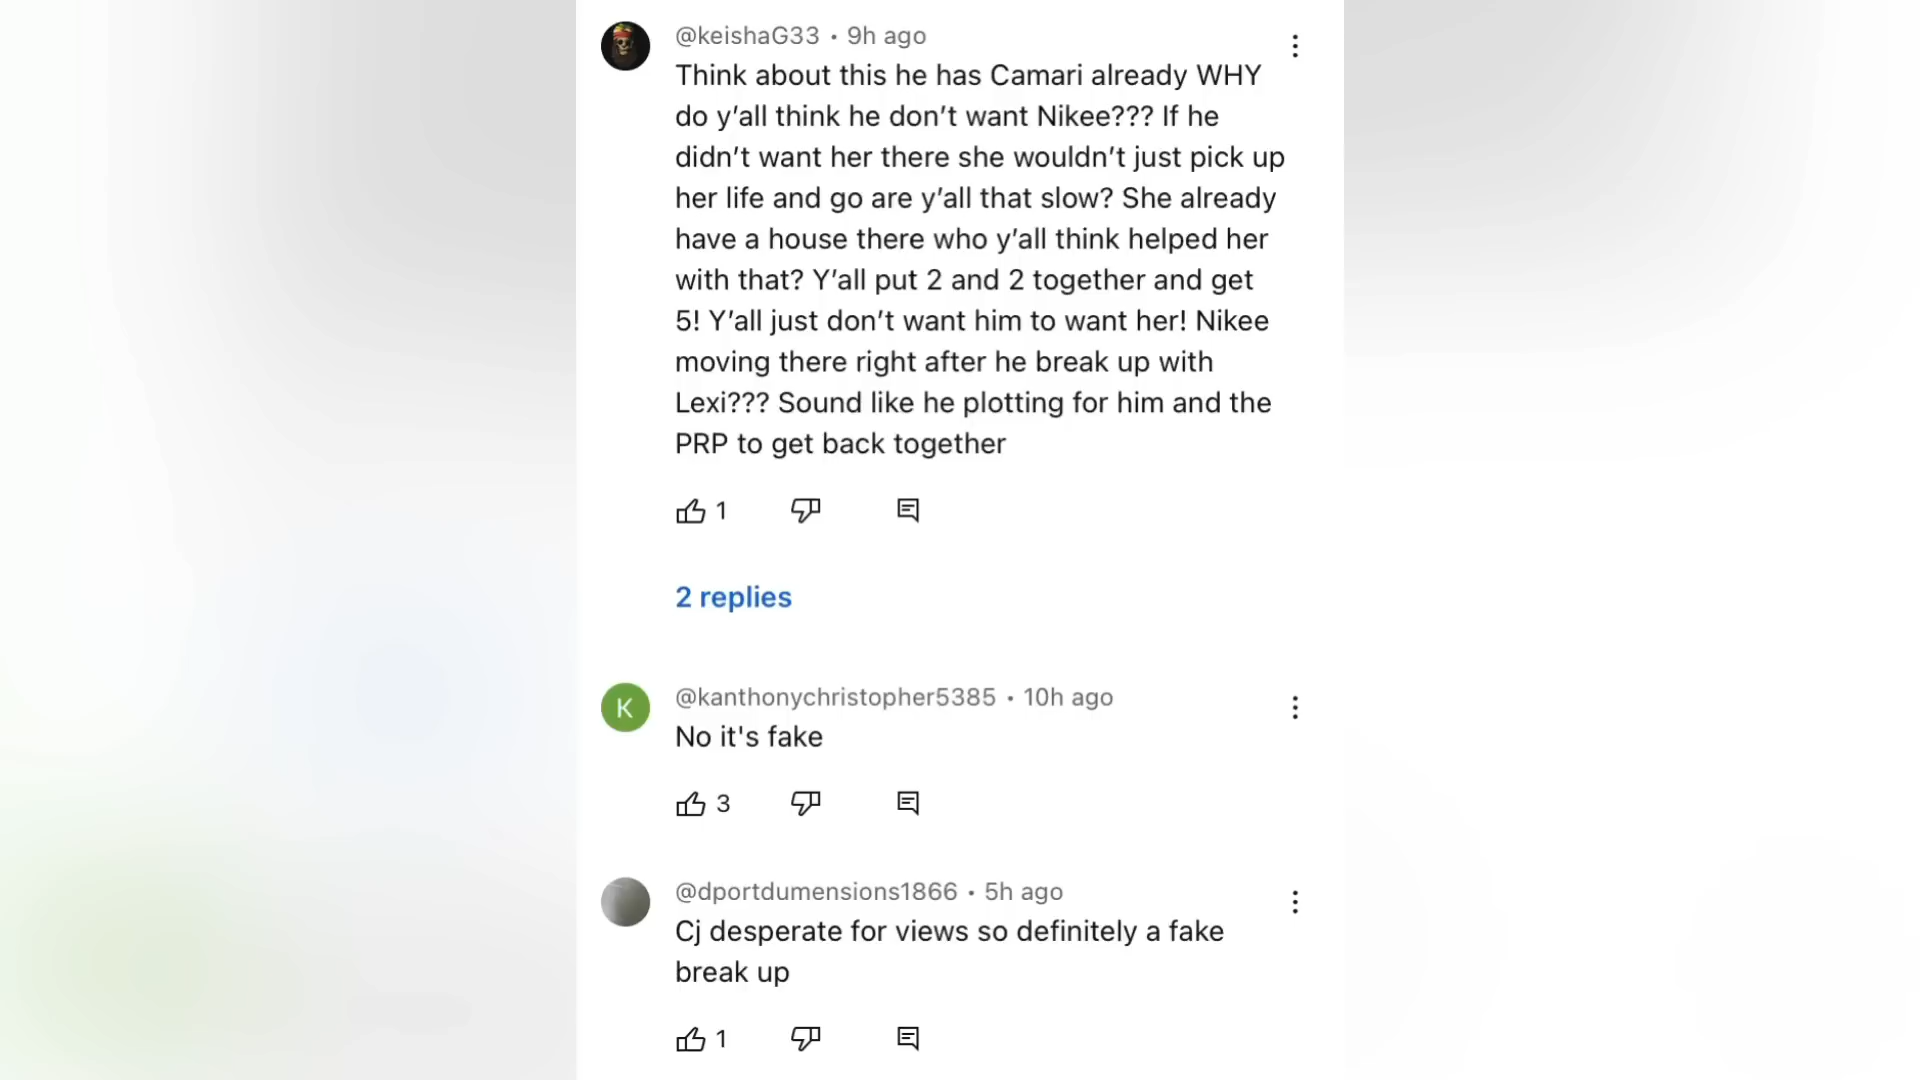 @keishaG33 • 9h ago
Think about this he has Camari already WHY
do y’all think he don’t want Nikee??? If he
didn’t want her there she wouldn’t just pick up
her life and go are y’all that slow? She already
have a house there who y’all think helped her
with that? Y’all put 2 and 2 together and get
5! Y’all just don’t want him to want her! Nikee
moving there right after he break up with
Lexi??? Sound like he plotting for him and the
PRP to get back together
1
2 replies
K
@kanthonychristopher5385 • 10h ago
No it's fake
3
@dportdumensions1866 • 5h ago
Cj desperate for views so definitely a fake
break up
1